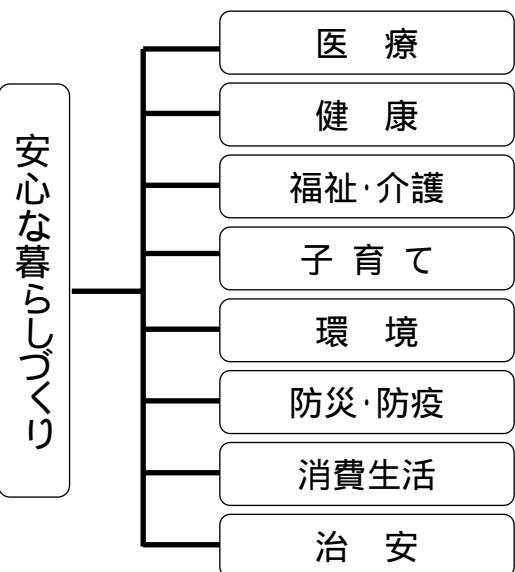 安心な暮らしづくり
医　療
健　康
福祉･介護
子 育 て
環　境
防災･防疫
消費生活
治　安